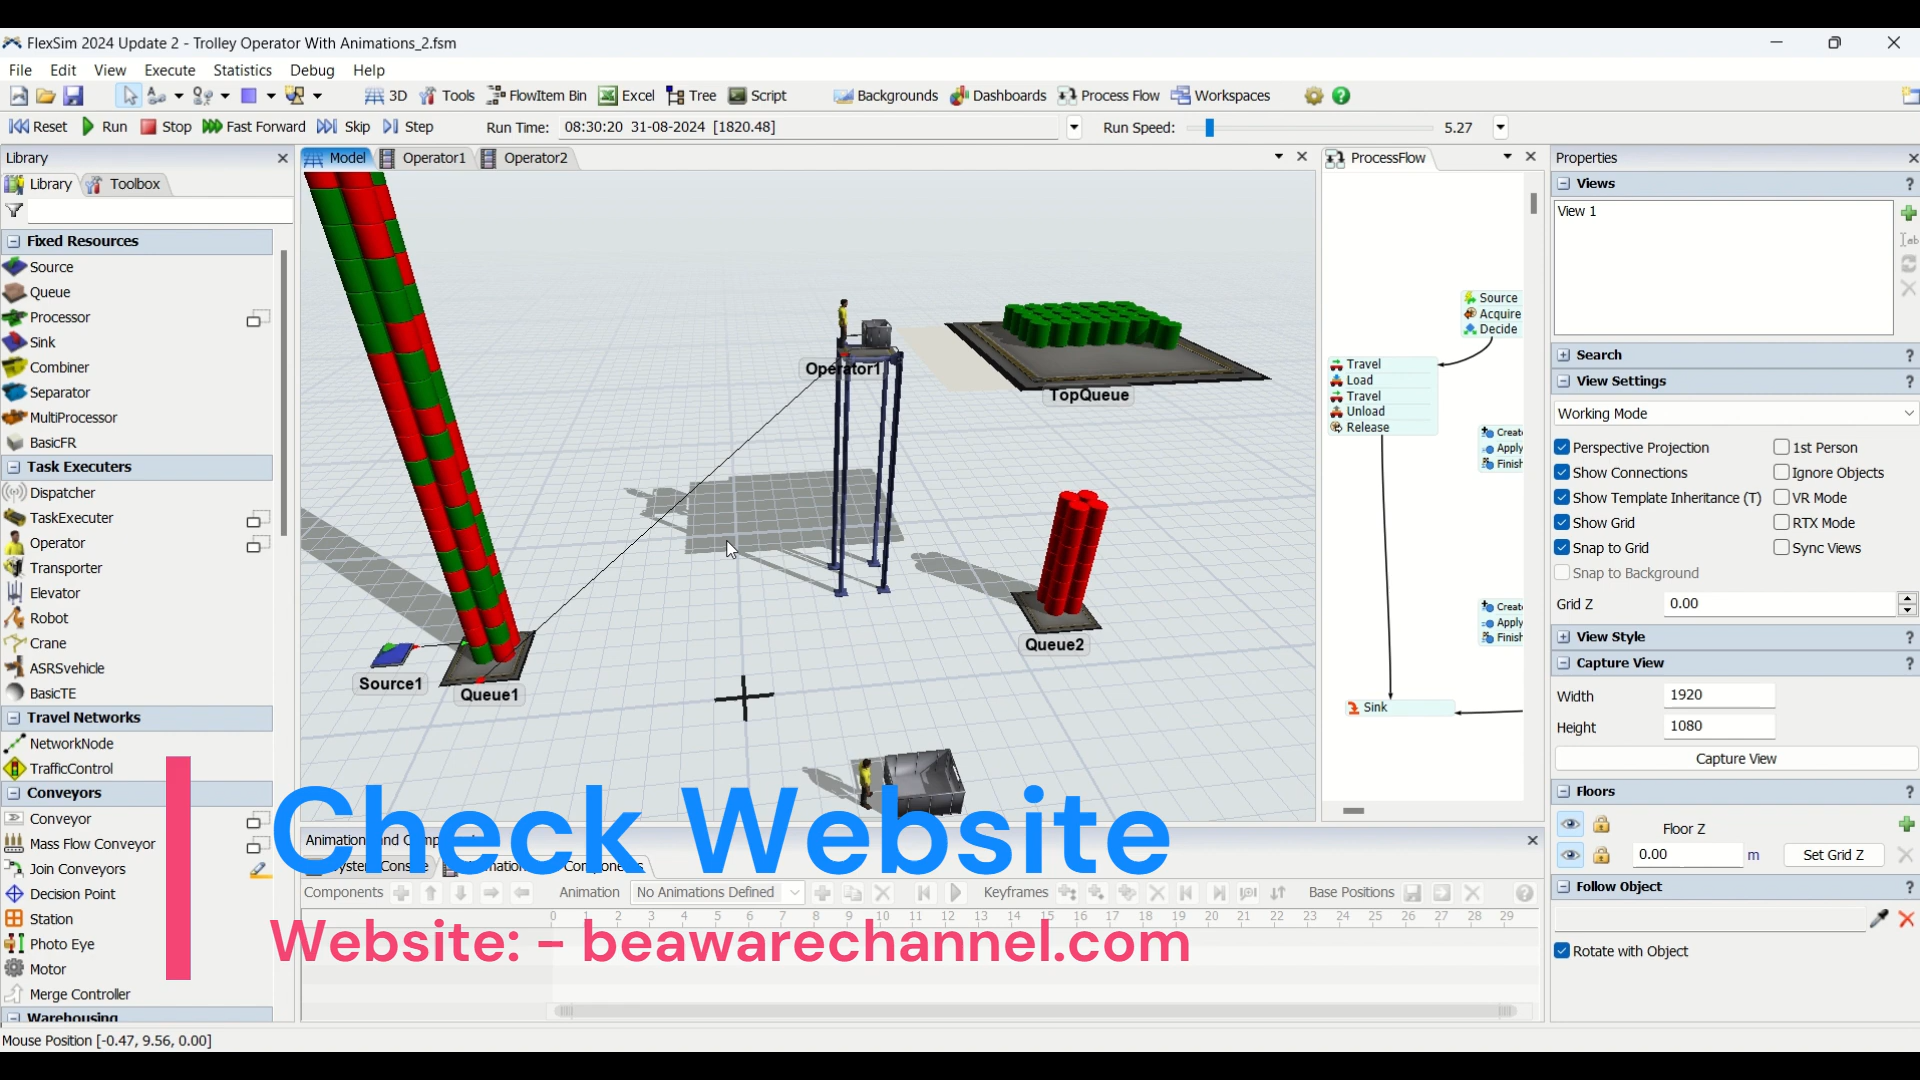 FlexSim 2024 Update 2 - Trolley Operator With Animations_2.fsm
File Edit View Execute Statistics Debug Help
3D Tools FlowItem Bin Excel Tree Script Backgrounds Dashboards Process Flow Workspaces
Reset Run Stop Fast Forward Skip Step Run Time: 08:30:20 31-08-2024 [1820.48] Run Speed: 5.27
Library
Library Toolbox
Fixed Resources
Source
Queue
Processor
Sink
Combiner
Separator
MultiProcessor
BasicFR
Task Executers
Dispatcher
TaskExecuter
Operator
Transporter
Elevator
Robot
Crane
ASRSvehicle
BasicTE
Travel Networks
NetworkNode
TrafficControl
Conveyors
Conveyor
Mass Flow Conveyor
Join Conveyors
Decision Point
Station
Photo Eye
Motor
Merge Controller
Warehousing
Model Operator1 Operator2
Operator1
TopQueue
Queue2
Source1
Queue1
ProcessFlow
Source
Acquire
Decide
Travel
Load
Travel
Unload
Release
Create
Apply
Finish
Create
Apply
Finish
Sink
Check Website
Website: - beawarechannel.com
Components Animation No Animations Defined Keyframes Base Positions
0 1 2 3 4 5 6 7 8 9 10 11 12 13 14 15 16 17 18 19 20 21 22 23 24 25 26 27 28 29
Properties
Views
View 1
Search
View Settings
Working Mode
Perspective Projection 1st Person
Show Connections Ignore Objects
Show Template Inheritance (T) VR Mode
Show Grid RTX Mode
Snap to Grid Sync Views
Snap to Background
Grid Z 0.00
View Style
Capture View
Width 1920
Height 1080
Capture View
Floors
Floor Z
0.00 m Set Grid Z
Follow Object
Rotate with Object
Mouse Position [-0.47, 9.56, 0.00]